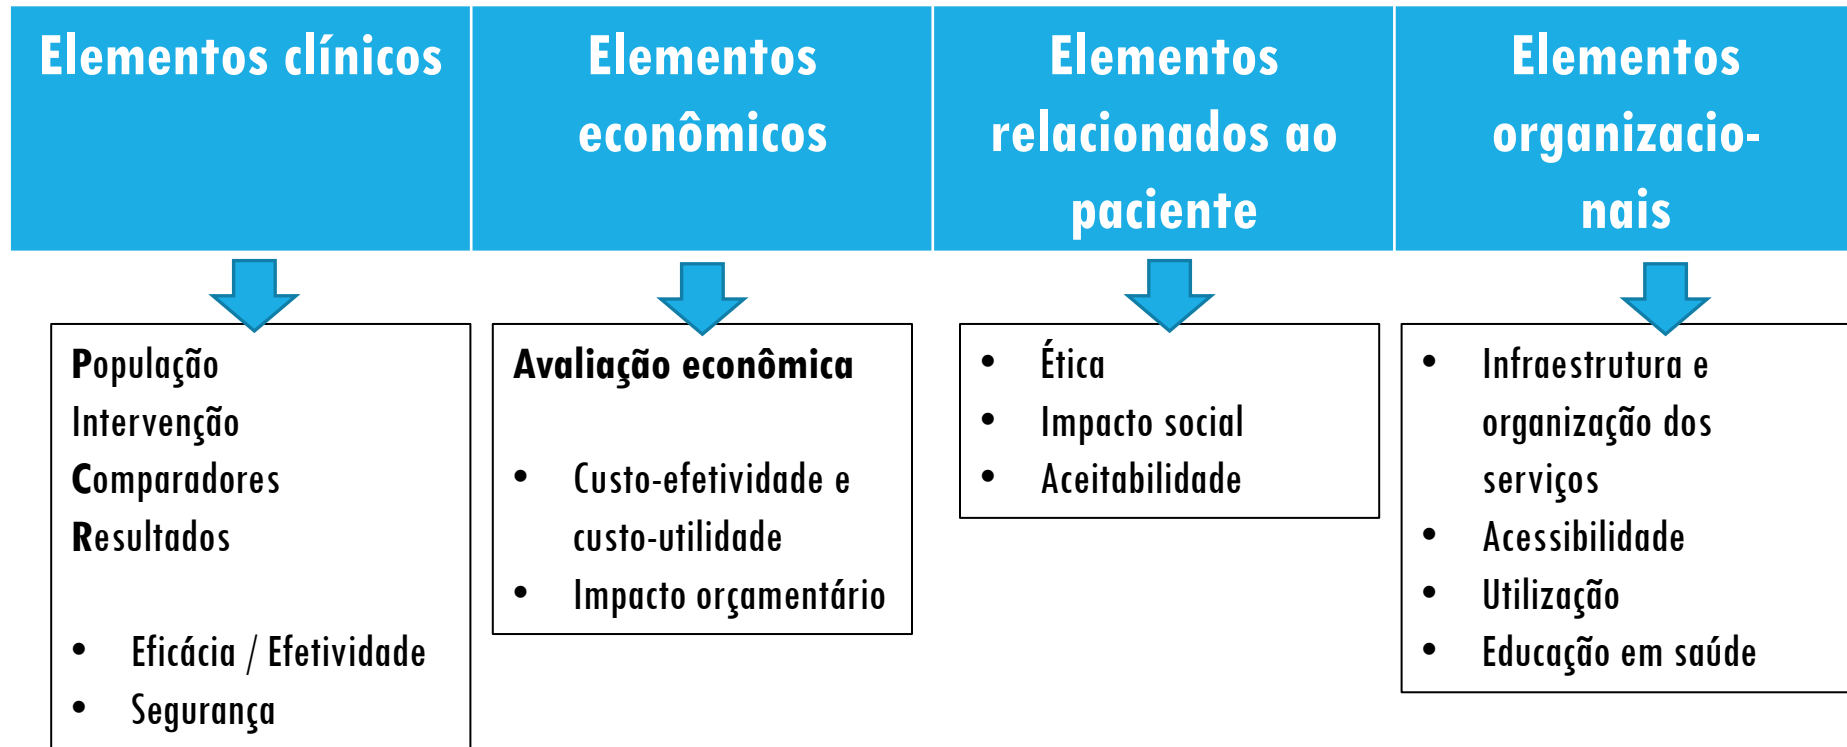 Elementos clínicos
Elementos
econômicos
Elementos
relacionados ao
paciente
Elementos
organizacio-
nais
População
Intervenção
Comparadores
Resultados
• Eficácia / Efetividade
• Segurança
Avaliação econômica
• Custo-efetividade e
custo-utilidade
• Impacto orçamentário
• Ética
• Impacto social
• Aceitabilidade
• Infraestrutura e
organização dos
serviços
• Acessibilidade
• Utilização
• Educação em saúde